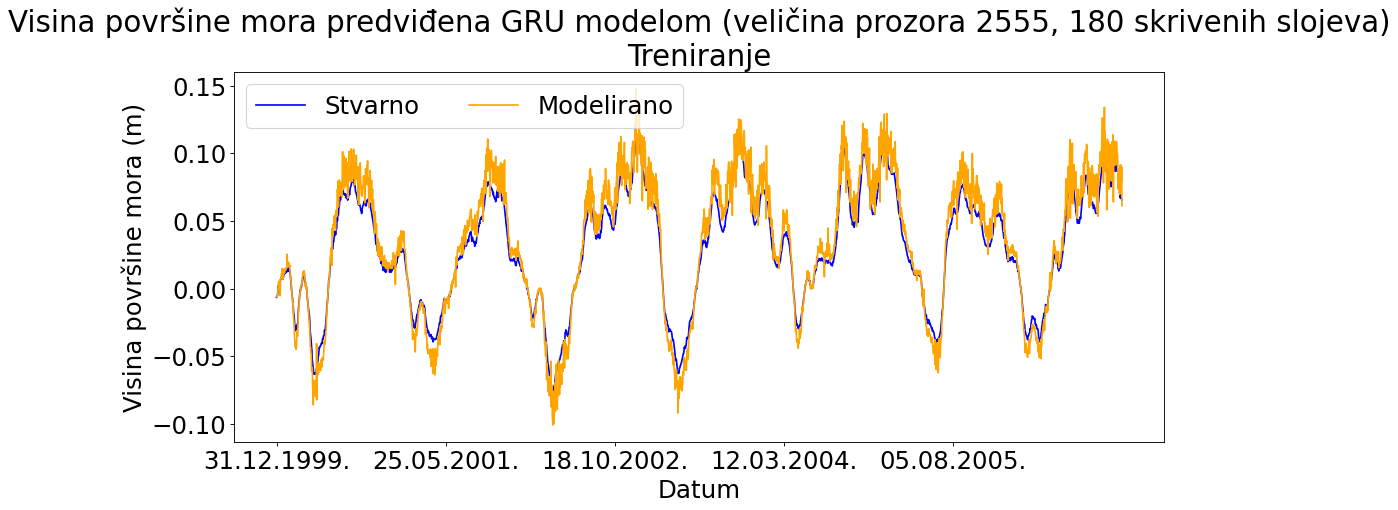 Visina površine mora predviđena GRU modelom (veličina prozora 2555, 180 skrivenih slojeva)
Treniranje
Stvarno
Modelirano
Visina površine mora (m)
0.15
0.10
0.05
0.00
−0.05
−0.10
31.12.1999.
25.05.2001.
18.10.2002.
12.03.2004.
05.08.2005.
Datum